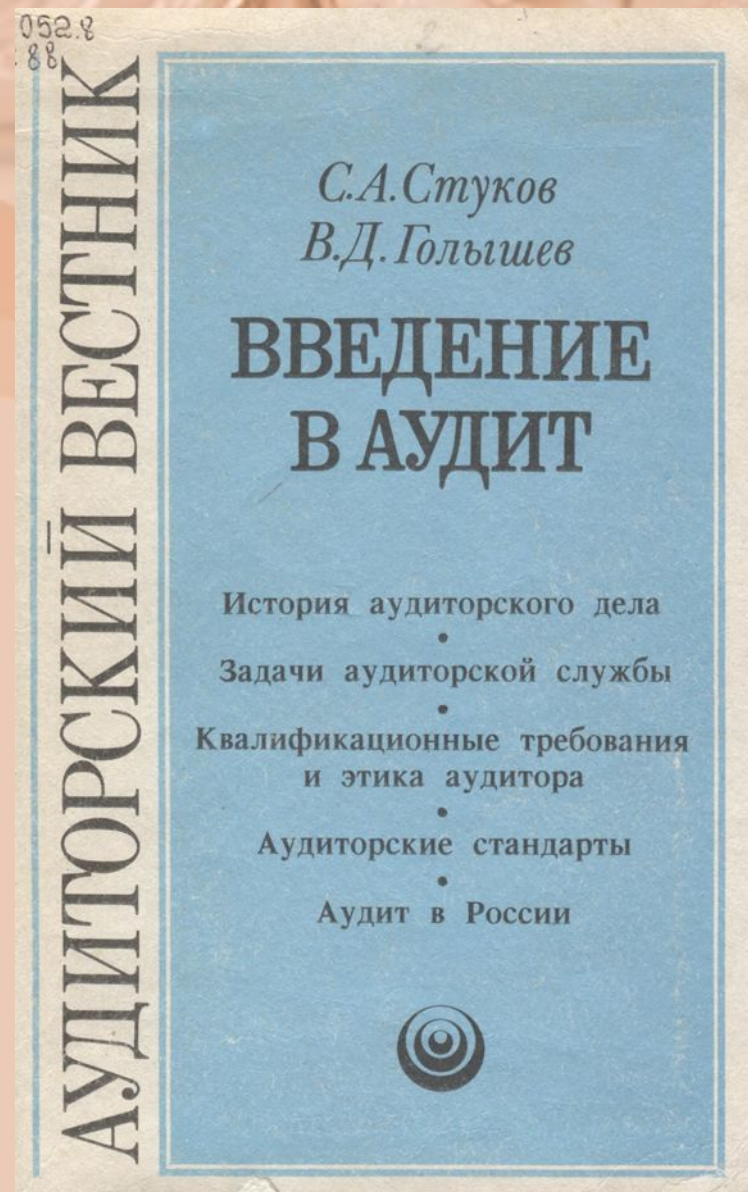 052.8
88
АУДИТОРСКИЙ ВЕСТНИК
С.А.Стуков
В.Д.Голышев
ВВЕДЕНИЕ
В АУДИТ
История аудиторского дела
•
Задачи аудиторской службы
•
Квалификационные требования
и этика аудитора
•
Аудиторские стандарты
•
Аудит в России